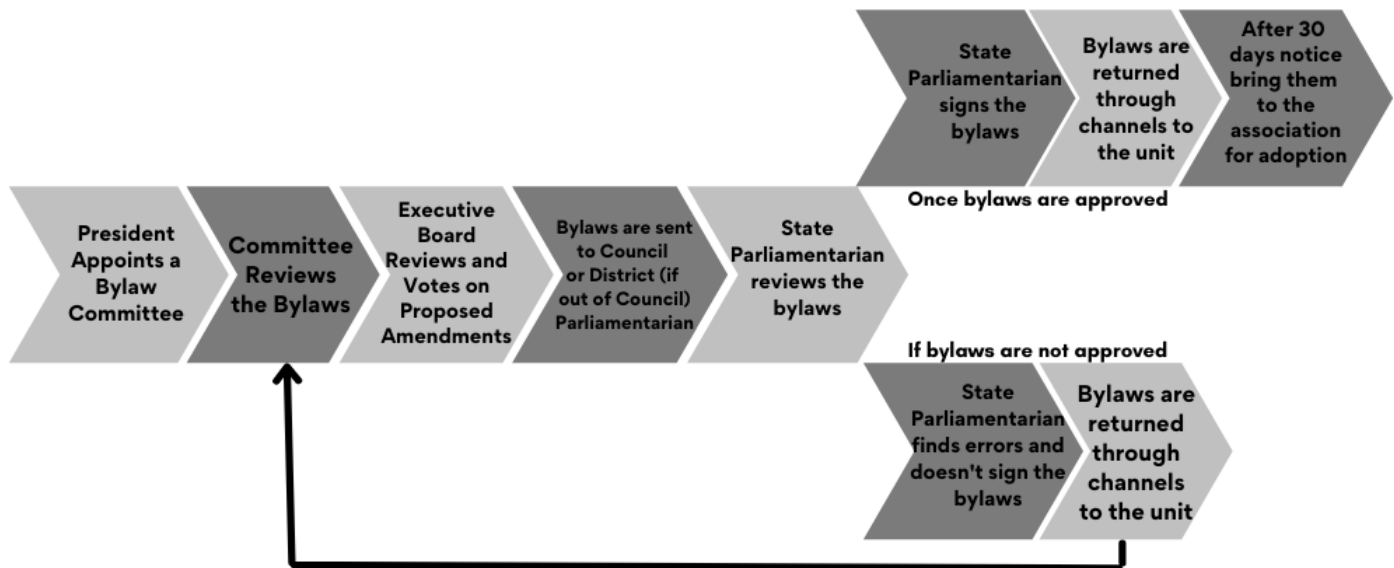 President
Appoints a
Bylaw
Committee
Committee
Reviews
the Bylaws
Executive
Board
Reviews and
Votes on
Proposed
Amendments
Bylaws are sent
to Council
or District (if
out of Council)
Parliamentarian
State
Parliamentarian
reviews the
bylaws
State
Parliamentarian
signs the
bylaws
Bylaws are
returned
through
channels to
the unit
After 30
days notice
bring them
to the
association
for adoption
Once bylaws are approved
If bylaws are not approved
State
Parliamentarian
finds errors and
doesn't sign the
bylaws
Bylaws are
returned
through
channels
to the unit